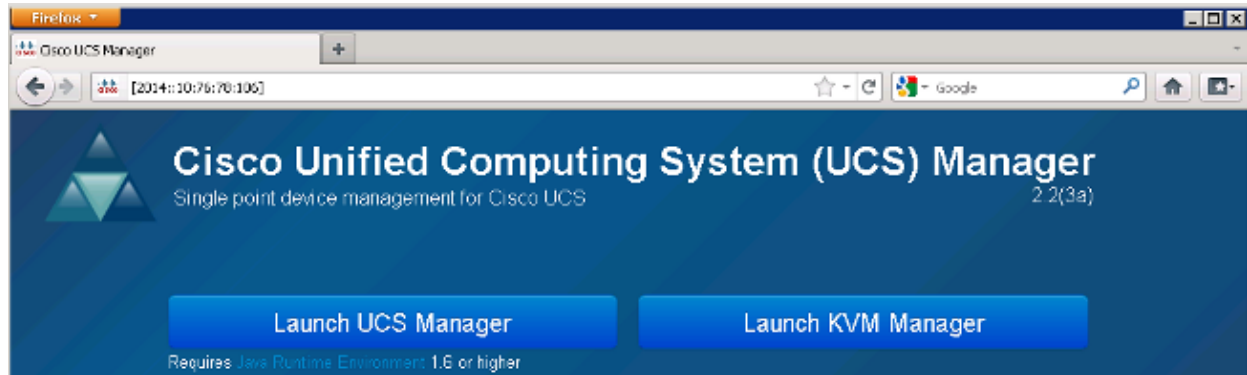 Firefox
Cisco UCS Manager
[2014::10:76:78:106]
Google
Cisco Unified Computing System (UCS) Manager
Single point device management for Cisco UCS
2.2(3a)
Launch UCS Manager
Launch KVM Manager
Requires Java Runtime Environment 1.6 or higher